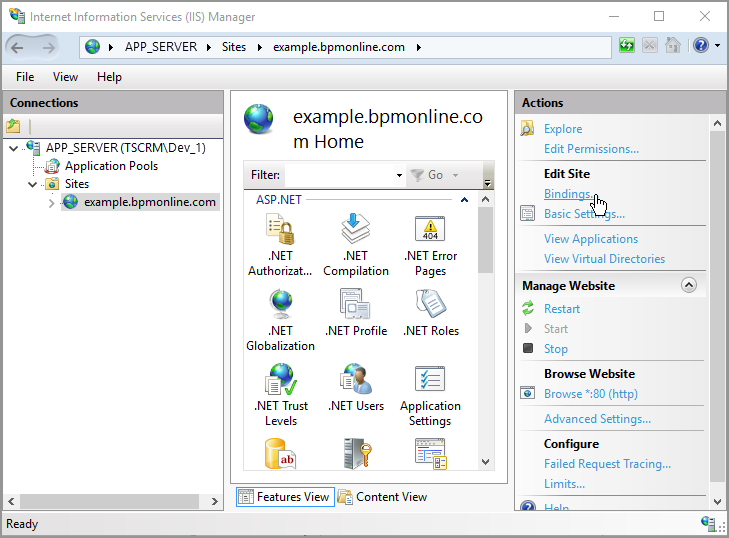 Internet Information Services (IIS) Manager
APP_SERVER Sites example.bpmonline.com
File View Help
Connections
APP_SERVER (TSCRM\Dev_1)
Application Pools
Sites
example.bpmonline.com
example.bpmonline.co
m Home
Filter: Go
ASP.NET
.NET
Authorizat...
.NET
Compilation
.NET Error
Pages
404
.NET
Globalization
.NET Profile
.NET Roles
.NET Trust
Levels
.NET Users
Application
Settings
ab
Features View
Content View
Actions
Explore
Edit Permissions...
Edit Site
Bindings...
Basic Settings...
View Applications
View Virtual Directories
Manage Website
Restart
Start
Stop
Browse Website
Browse *:80 (http)
Advanced Settings...
Configure
Failed Request Tracing...
Limits...
Help
Ready